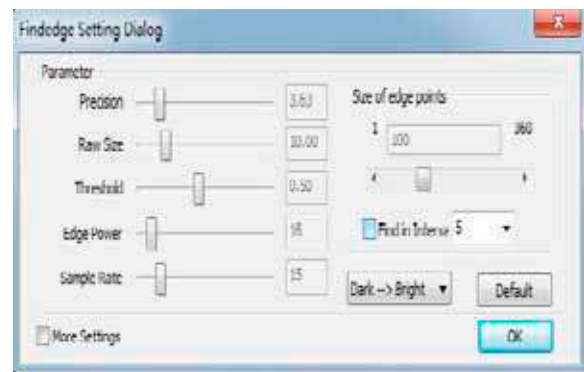 Findedge Setting Dialog
Parameter
Precision 3.63
Raw Size 10.00
Threshold 0.50
Edge Power 16
Sample Rate 15
Size of edge points
1 100 360
Find in Interval 5
Dark --> Bright
Default
More Settings
OK